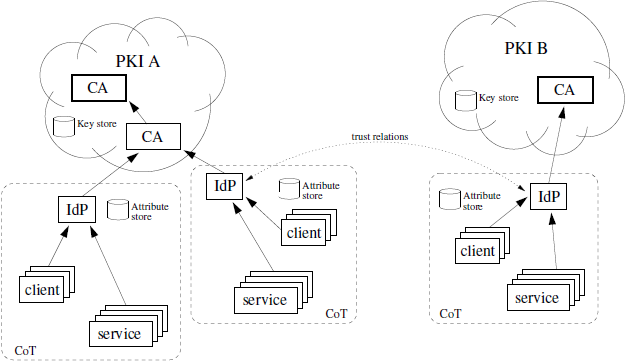 PKI A
CA
Key store
CA
PKI B
Key store
CA
trust relations
IdP
Attribute
store
client
service
CoT
IdP
Attribute
store
client
service
CoT
Attribute
store
IdP
client
service
CoT